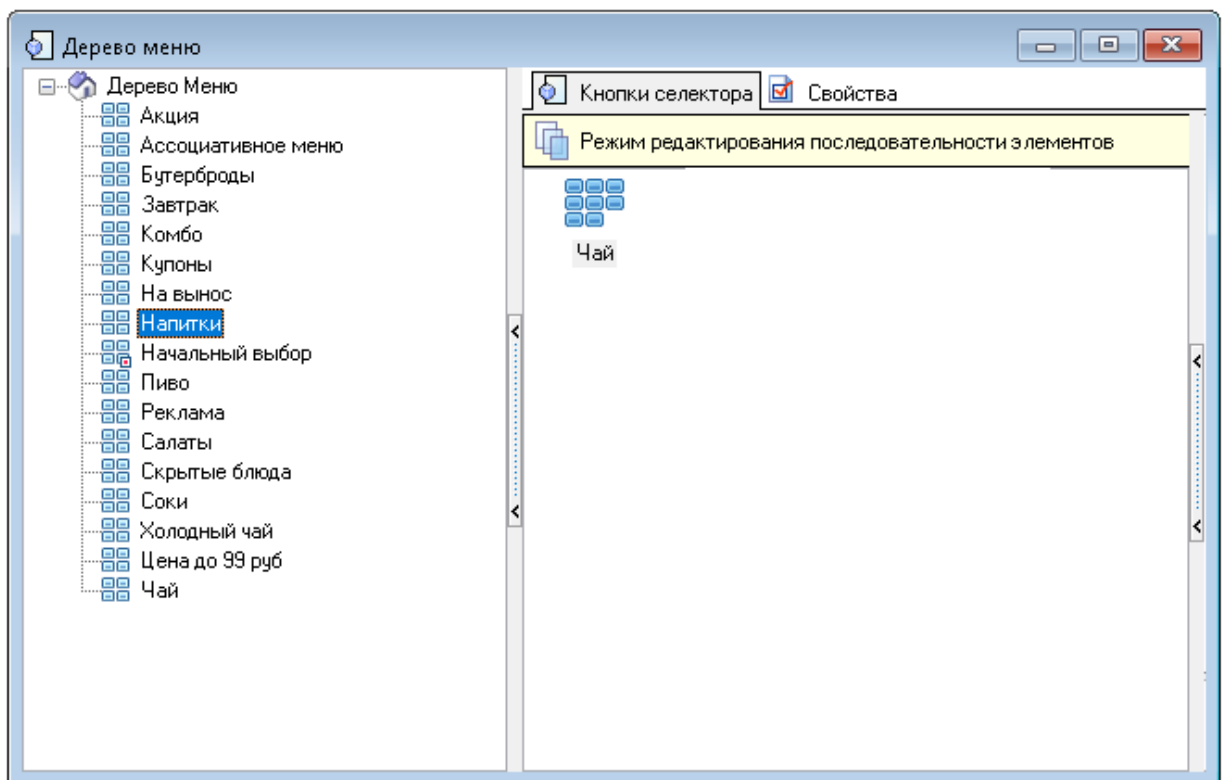 Дерево меню
Дерево Меню
Акция
Ассоциативное меню
Бутерброды
Завтрак
Комбо
Купоны
На вынос
Напитки
Начальный выбор
Пиво
Реклама
Салаты
Скрытые блюда
Соки
Холодный чай
Цена до 99 руб
Чай
Кнопки селектора
Свойства
Режим редактирования последовательности элементов
Чай